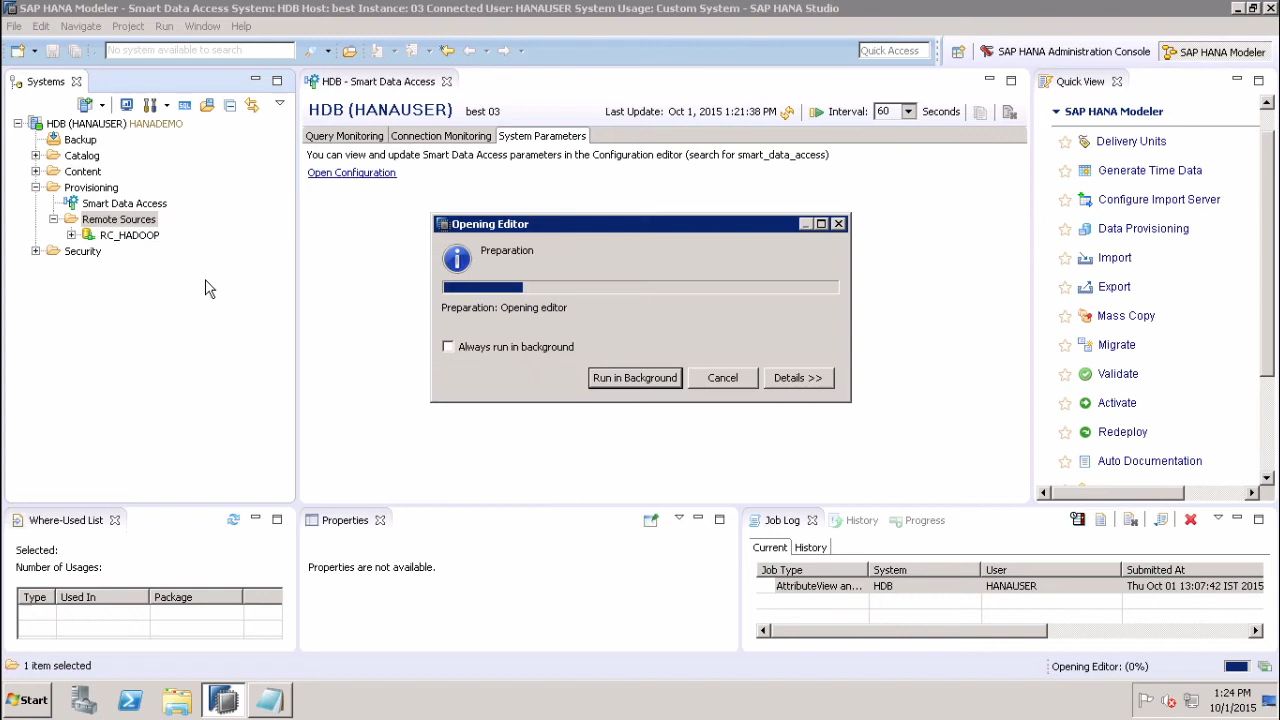 SAP HANA Modeler - Smart Data Access System: HDB Host: best Instance: 03 Connected User: HANAUSER System Usage: Custom System - SAP HANA Studio
File Edit Navigate Project Run Window Help
No system available to search
Quick Access
SAP HANA Administration Console
SAP HANA Modeler
Systems
HDB (HANAUSER) HANADEMO
Backup
Catalog
Content
Provisioning
Smart Data Access
Remote Sources
RC_HADOOP
Security
HDB - Smart Data Access
HDB (HANAUSER) best 03
Last Update: Oct 1, 2015 1:21:38 PM
Interval: 60 Seconds
Query Monitoring Connection Monitoring System Parameters
You can view and update Smart Data Access parameters in the Configuration editor (search for smart_data_access)
Open Configuration
Opening Editor
Preparation
Preparation: Opening editor
Always run in background
Run in Background Cancel Details >>
Quick View
SAP HANA Modeler
Delivery Units
Generate Time Data
Configure Import Server
Data Provisioning
Import
Export
Mass Copy
Migrate
Validate
Activate
Redeploy
Auto Documentation
Where-Used List
Selected:
Number of Usages:
Type Used In Package
Properties
Properties are not available.
Job Log History Progress
Current History
Job Type System User Submitted At
AttributeView an... HDB HANAUSER Thu Oct 01 13:07:42 IST 2015
1 item selected
Opening Editor: (0%)
Start
1:24 PM
10/1/2015